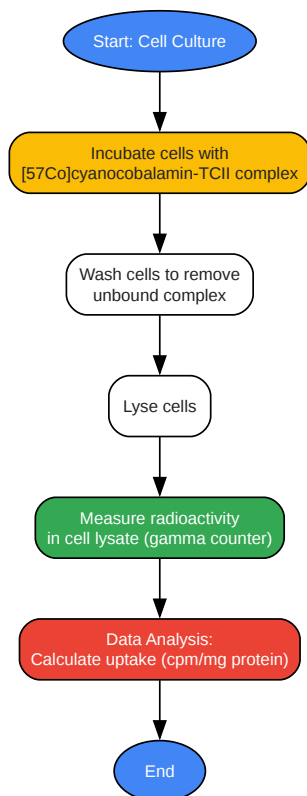 Start: Cell Culture
Incubate cells with
[57Co]cyanocobalamin-TCII complex
Wash cells to remove
unbound complex
Lyse cells
Measure radioactivity
in cell lysate (gamma counter)
Data Analysis:
Calculate uptake (cpm/mg protein)
End